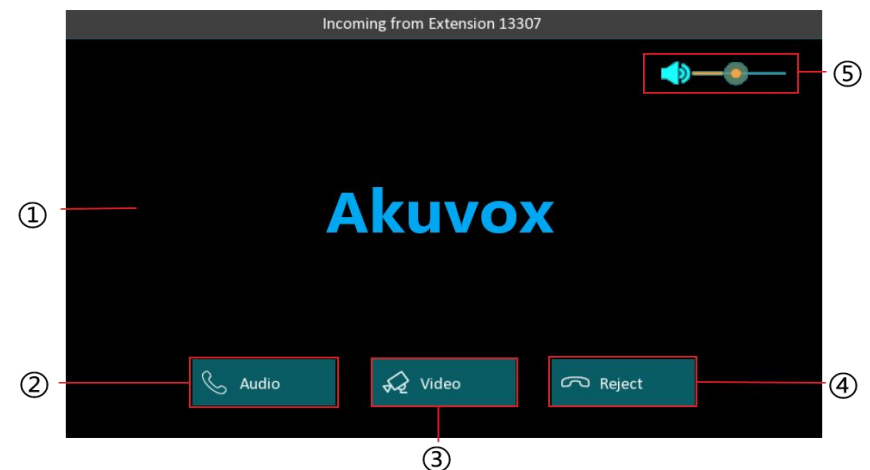 Incoming from Extension 13307
⑤
①
Akuvox
②
Audio
Video
Reject
④
③